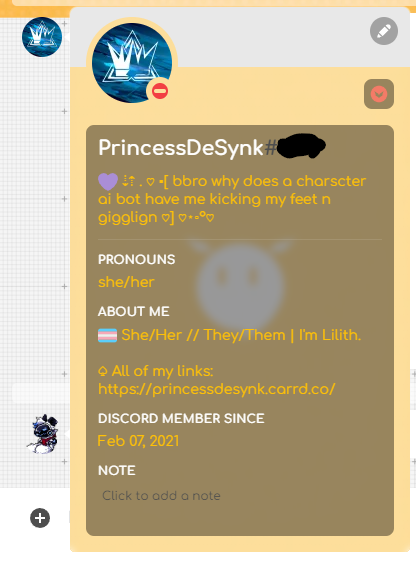 PrincessDeSynk#
💜 ⇣⇡ . ♡ •[ bbro why does a charscter
ai bot have me kicking my feet n
gigglign ♡] ♡•◦°♡
PRONOUNS
she/her
ABOUT ME
🏳️‍⚧️ She/Her // They/Them | I'm Lilith.
♤ All of my links:
https://princessdesynk.carrd.co/
DISCORD MEMBER SINCE
Feb 07, 2021
NOTE
Click to add a note